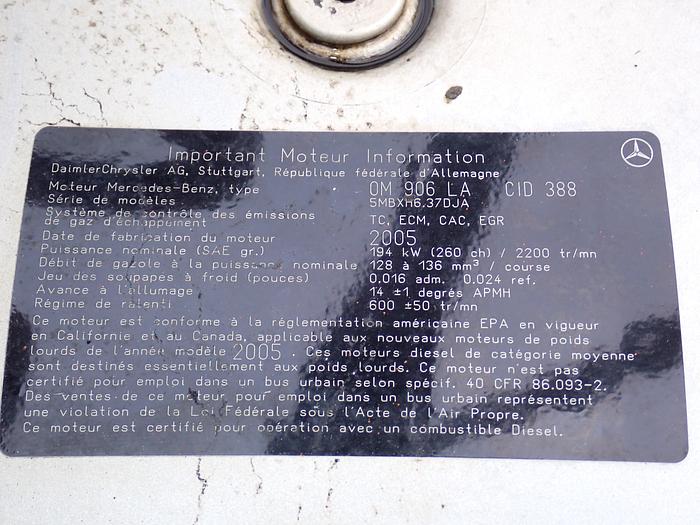 Important Moteur Information
DaimlerChrysler AG, Stuttgart, République fédérale d'Allemagne
Moteur Mercedes-Benz, type OM 906 LA CID 388
Série de modèles 5MBXH6.37DJA
Système de contrôle des émissions
de gaz d'échappement TC, ECM, CAC, EGR
Date de fabrication du moteur 2005
Puissance nominale (SAE gr.) 194 kW (260 ch) / 2200 tr/mn
Débit de gazole à la puissance nominale 128 à 136 mm³ / course
Jeu des soupapes à froid (pouces) 0.016 adm. 0.024 ref.
Avance à l'allumage 14 ±1 degrés APMH
Régime de ralenti 600 ±50 tr/mn
Ce moteur est conforme à la réglementation américaine EPA en vigueur
en Californie et au Canada, applicable aux nouveaux moteurs de poids
lourds de l'année modèle 2005 . Ces moteurs diesel de catégorie moyenne
sont destinés essentiellement aux poids lourds. Ce moteur n'est pas
certifié pour emploi dans un bus urbain selon spécif. 40 CFR 86.093-2.
Des ventes de ce moteur pour emploi dans un bus urbain représentent
une violation de la Loi Fédérale sous l'Acte de l'Air Propre.
Ce moteur est certifié pour opération avec un combustible Diesel.